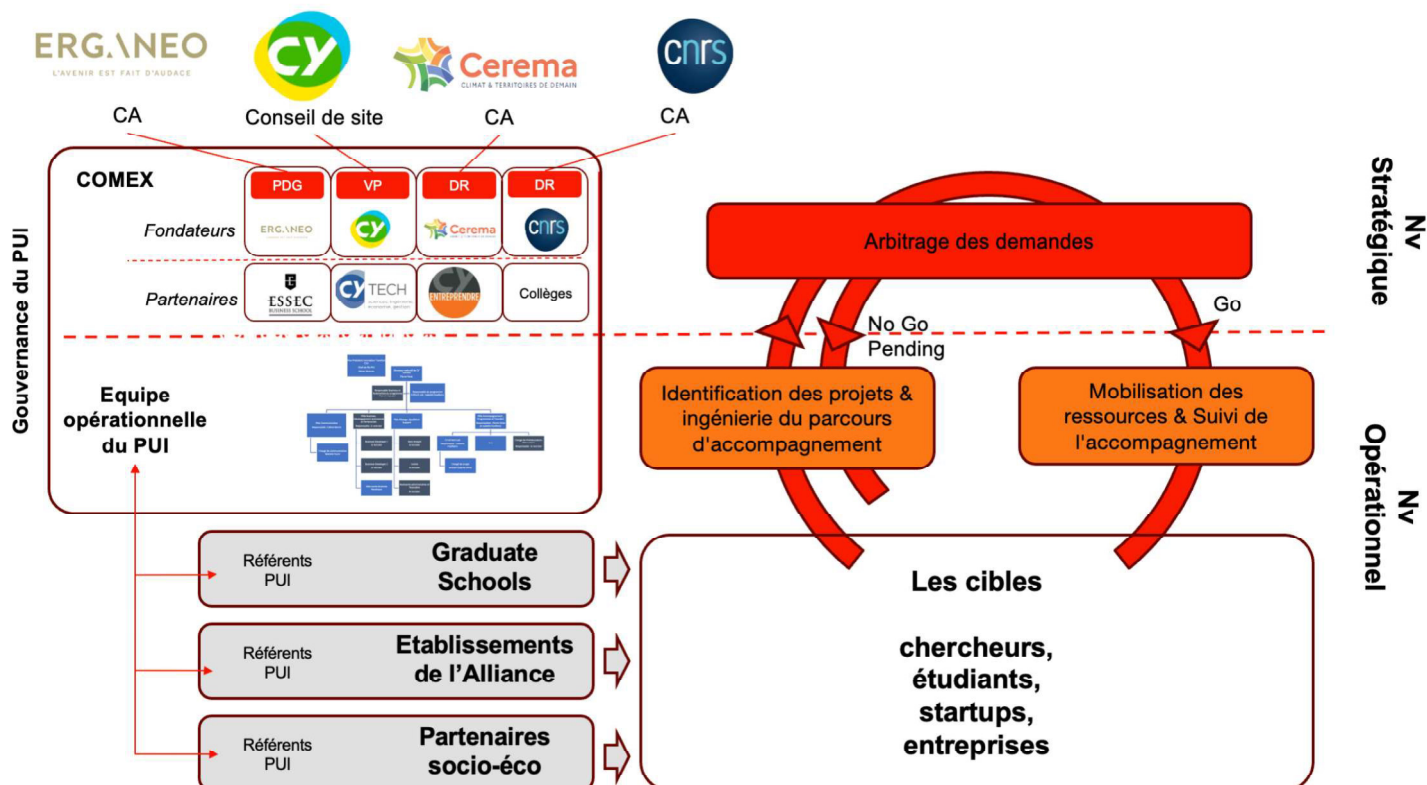 ERGANEO
L'AVENIR EST FAIT D'AUDACE
CY
Cerema
CLIMAT & TERRITOIRES DE DEMAIN
cnrs
CA
Conseil de site
CA
CA
Gouvernance du PUI
COMEX
PDG
VP
DR
DR
Fondateurs
ERGANEO
CY
Cerema
cnrs
Partenaires
ESSEC
BUSINESS SCHOOL
CY TECH
CY
ENTREPRENDRE
Collèges
Equipe
opérationnelle
du PUI
Arbitrage des demandes
No Go
Pending
Go
Identification des projets &
ingénierie du parcours
d'accompagnement
Mobilisation des
ressources & Suivi de
l'accompagnement
Nv
Stratégique
Nv
Opérationnel
Référents
PUI
Graduate
Schools
Référents
PUI
Etablissements
de l'Alliance
Référents
PUI
Partenaires
socio-éco
Les cibles
chercheurs,
étudiants,
startups,
entreprises